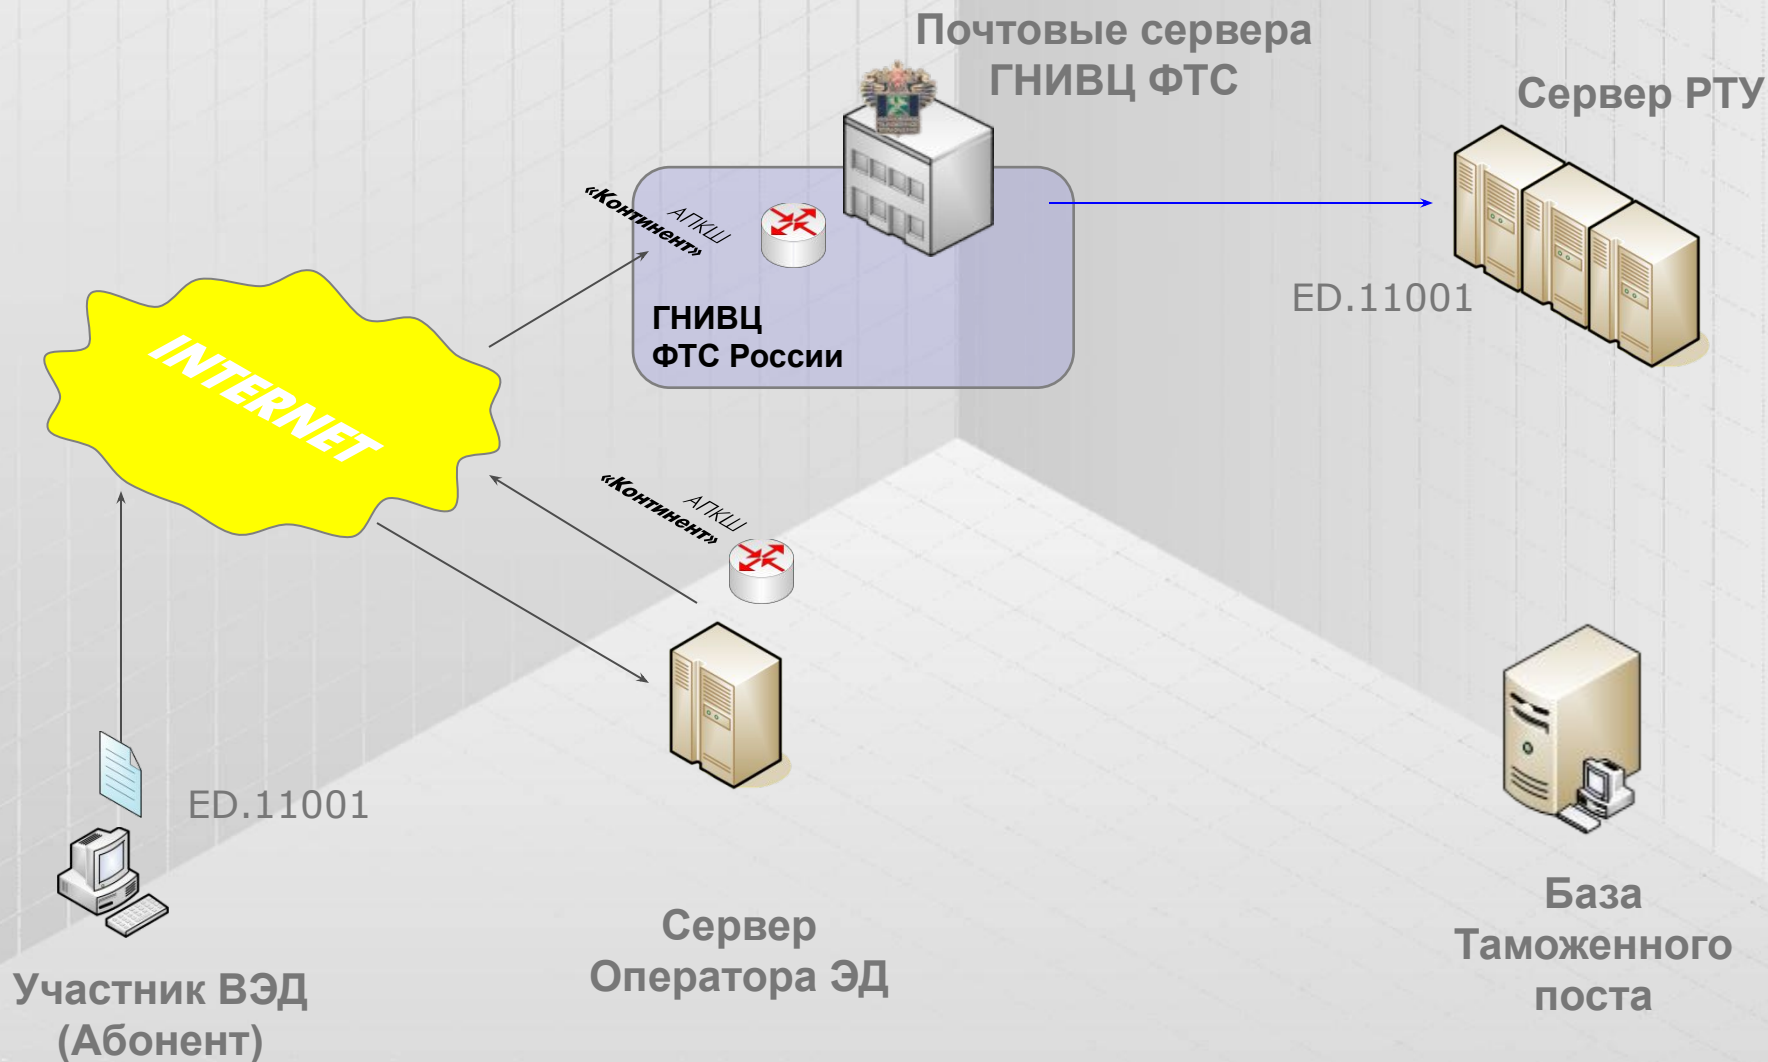 Почтовые сервера
ГНИВЦ ФТС
Сервер РТУ
АПКШ
«Континент»
ГНИВЦ
ФТС России
ED.11001
INTERNET
АПКШ
«Континент»
ED.11001
Сервер
Оператора ЭД
База
Таможенного
поста
Участник ВЭД
(Абонент)